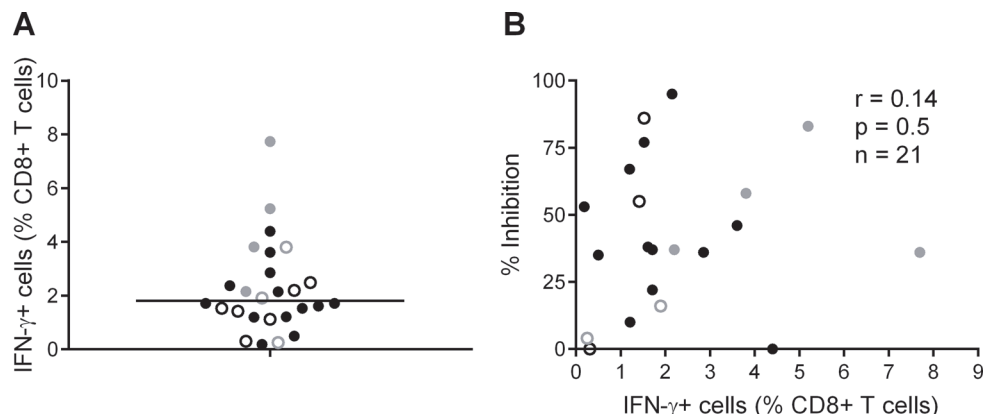 A
IFN-γ+ cells (% CD8+ T cells)
10
8
6
4
2
0
B
% Inhibition
100
75
50
25
0
r = 0.14
p = 0.5
n = 21
0 1 2 3 4 5 6 7 8 9
IFN-γ+ cells (% CD8+ T cells)